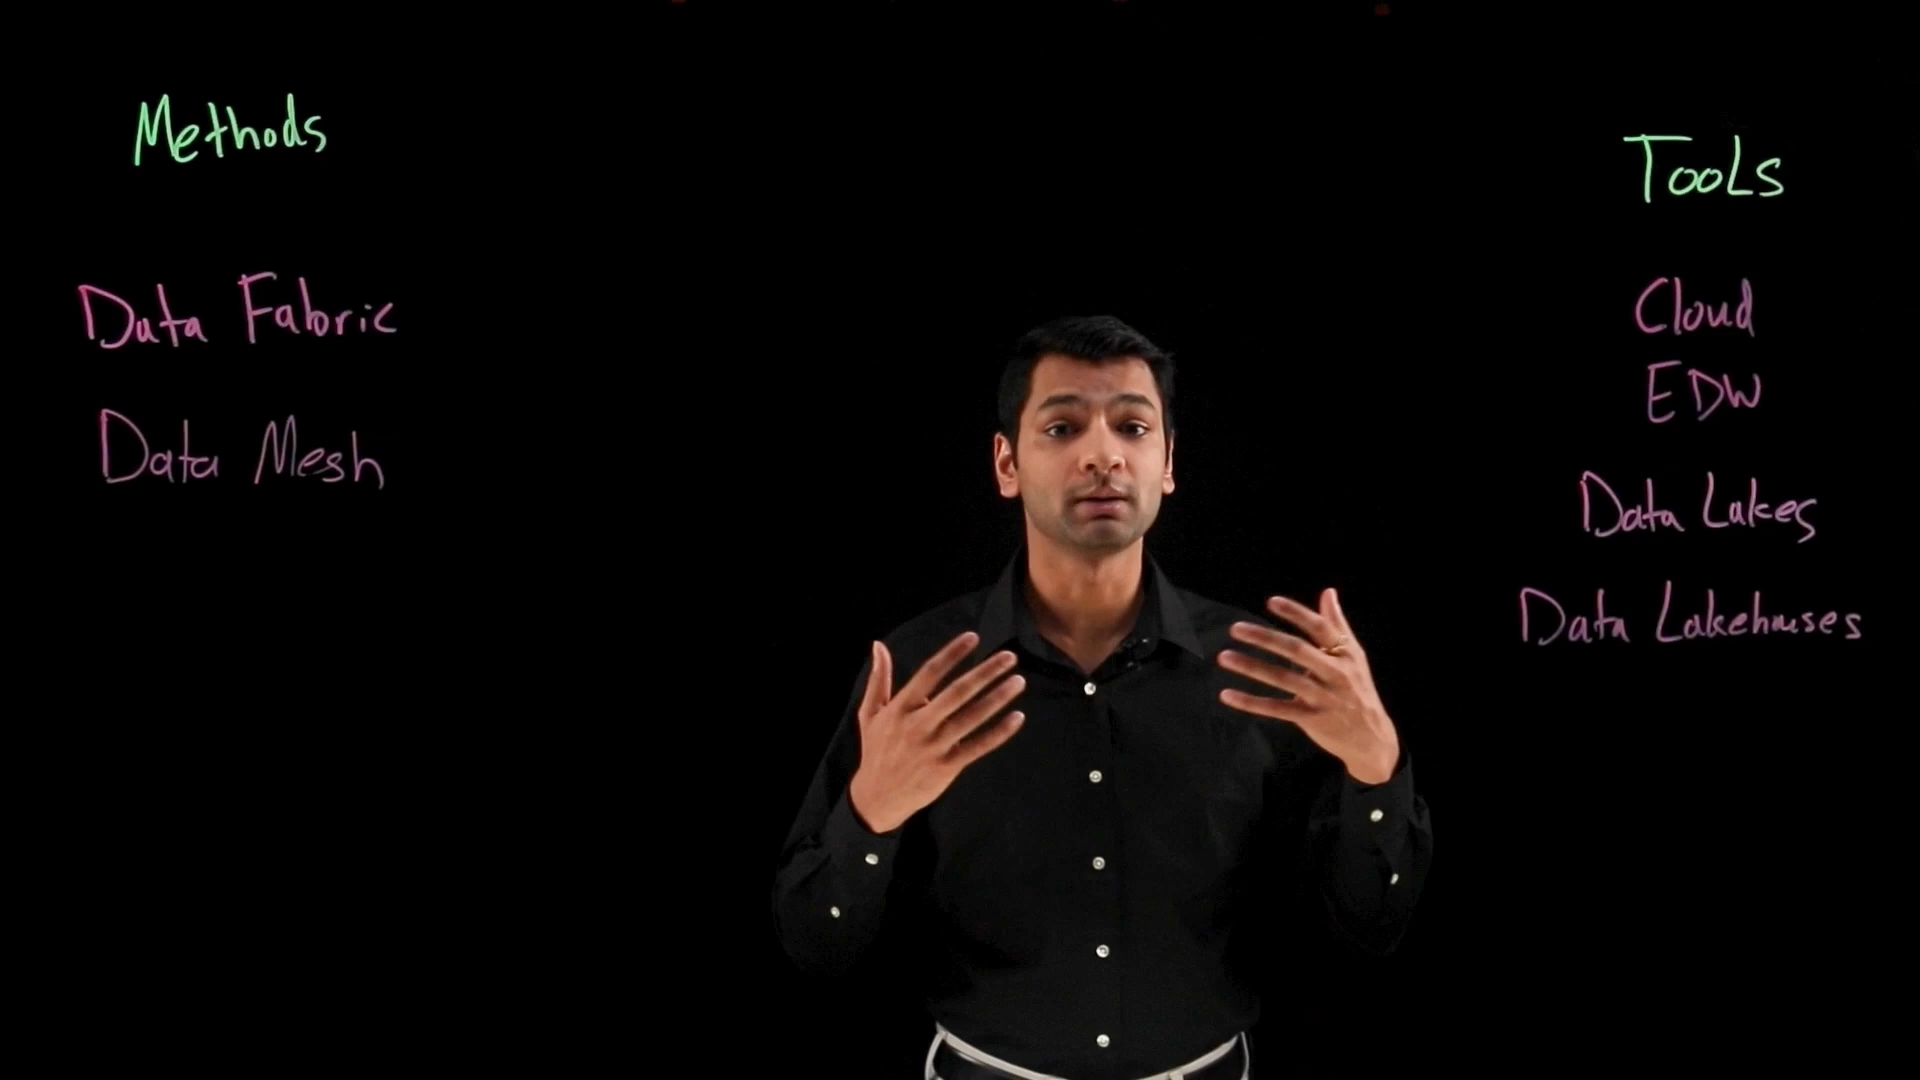 Methods
Data Fabric
Data Mesh
TooLs
Cloud
EDW
Data Lakes
Data Lakehouses